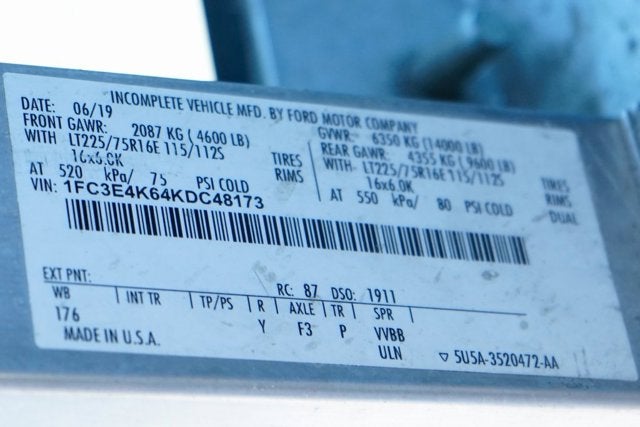 INCOMPLETE VEHICLE MFD. BY FORD MOTOR COMPANY
DATE: 06/19 GVWR: 6350 KG (14000 LB)
FRONT GAWR: 2087 KG (4600 LB) REAR GAWR: 4355 KG (9600 LB)
WITH LT225/75R16E 115/112S TIRES WITH LT225/75R16E 115/112S TIRES
16x6.0K RIMS 16x6.0K RIMS
AT 520 kPa/ 75 PSI COLD AT 550 kPa/ 80 PSI COLD DUAL
VIN: 1FC3E4K64KDC48173
EXT PNT: RC: 87 DSO: 1911
WB INT TR TP/PS R AXLE TR SPR
176 Y F3 P VVBB
MADE IN U.S.A. ULN 5U5A-3520472-AA